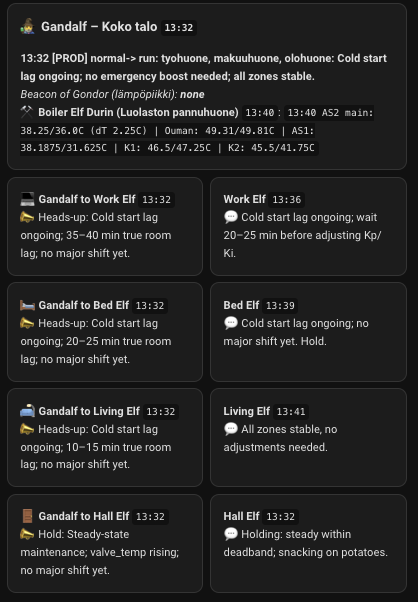 Gandalf – Koko talo 13:32
13:32 [PROD] normal-> run: tyohuone, makuuhuone, olohuone: Cold start
lag ongoing; no emergency boost needed; all zones stable.
Beacon of Gondor (lämpöpiikki): none
Boiler Elf Durin (Luolaston pannuhuone) 13:40: 13:40 AS2 main:
38.25/36.0C (dT 2.25C) | Ouman: 49.31/49.81C | AS1:
38.1875/31.625C | K1: 46.5/47.25C | K2: 45.5/41.75C
Gandalf to Work Elf 13:32
Heads-up: Cold start lag
ongoing; 35–40 min true room
lag; no major shift yet.
Work Elf 13:36
Cold start lag ongoing; wait
20–25 min before adjusting Kp/
Ki.
Gandalf to Bed Elf 13:32
Heads-up: Cold start lag
ongoing; 20–25 min true room
lag; no major shift yet.
Bed Elf 13:39
Cold start lag ongoing; no
major shift yet. Hold.
Gandalf to Living Elf 13:32
Heads-up: Cold start lag
ongoing; 10–15 min true room
lag; no major shift yet.
Living Elf 13:41
All zones stable, no
adjustments needed.
Gandalf to Hall Elf 13:32
Hold: Steady-state
maintenance; valve_temp rising;
no major shift yet.
Hall Elf 13:32
Holding: steady within
deadband; snacking on potatoes.